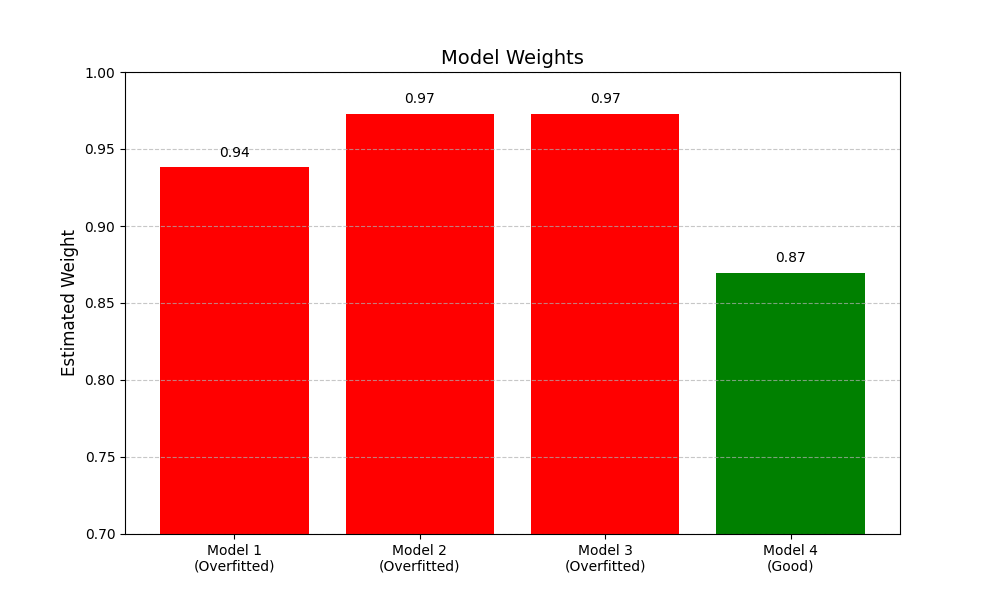 Model Weights
Estimated Weight
1.00
0.95
0.90
0.85
0.80
0.75
0.70
0.94
0.97
0.97
0.87
Model 1
(Overfitted)
Model 2
(Overfitted)
Model 3
(Overfitted)
Model 4
(Good)